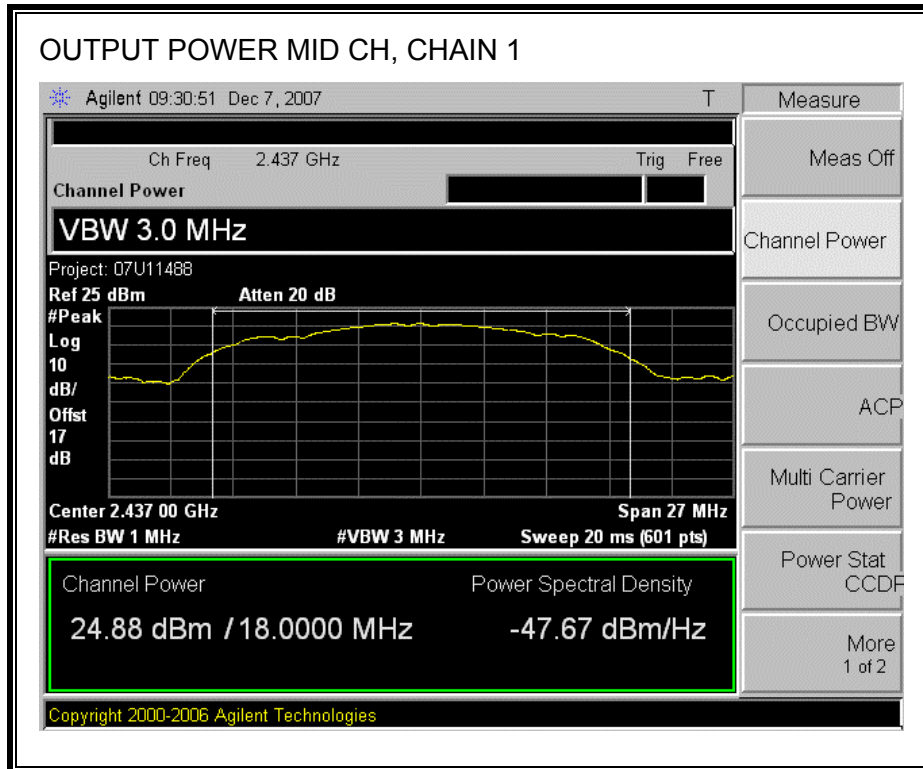 OUTPUT POWER MID CH, CHAIN 1
Agilent 09:30:51 Dec 7, 2007 T
Measure
Ch Freq 2.437 GHz Trig Free
Channel Power
VBW 3.0 MHz
Project: 07U11488
Ref 25 dBm Atten 20 dB
#Peak
Log
10
dB/
Offst
17
dB
Center 2.437 00 GHz Span 27 MHz
#Res BW 1 MHz #VBW 3 MHz Sweep 20 ms (601 pts)
Channel Power Power Spectral Density
24.88 dBm / 18.0000 MHz -47.67 dBm/Hz
Copyright 2000-2006 Agilent Technologies
Meas Off
Channel Power
Occupied BW
ACP
Multi Carrier
Power
Power Stat
CCDF
More
1 of 2